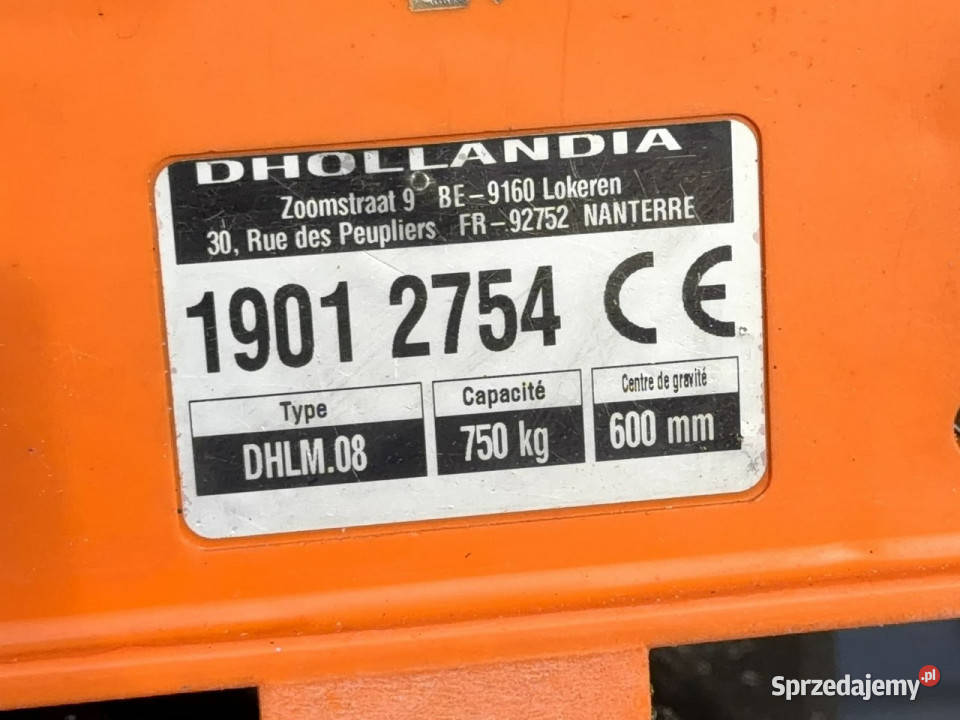 DHOLLANDIA
Zoomstraat 9 BE-9160 Lokeren
30, Rue des Peupliers FR-92752 NANTERRE
1901 2754 CE
Type Capacité Centre de gravité
DHLM.08 750 kg 600 mm
Sprzedajemy.pl